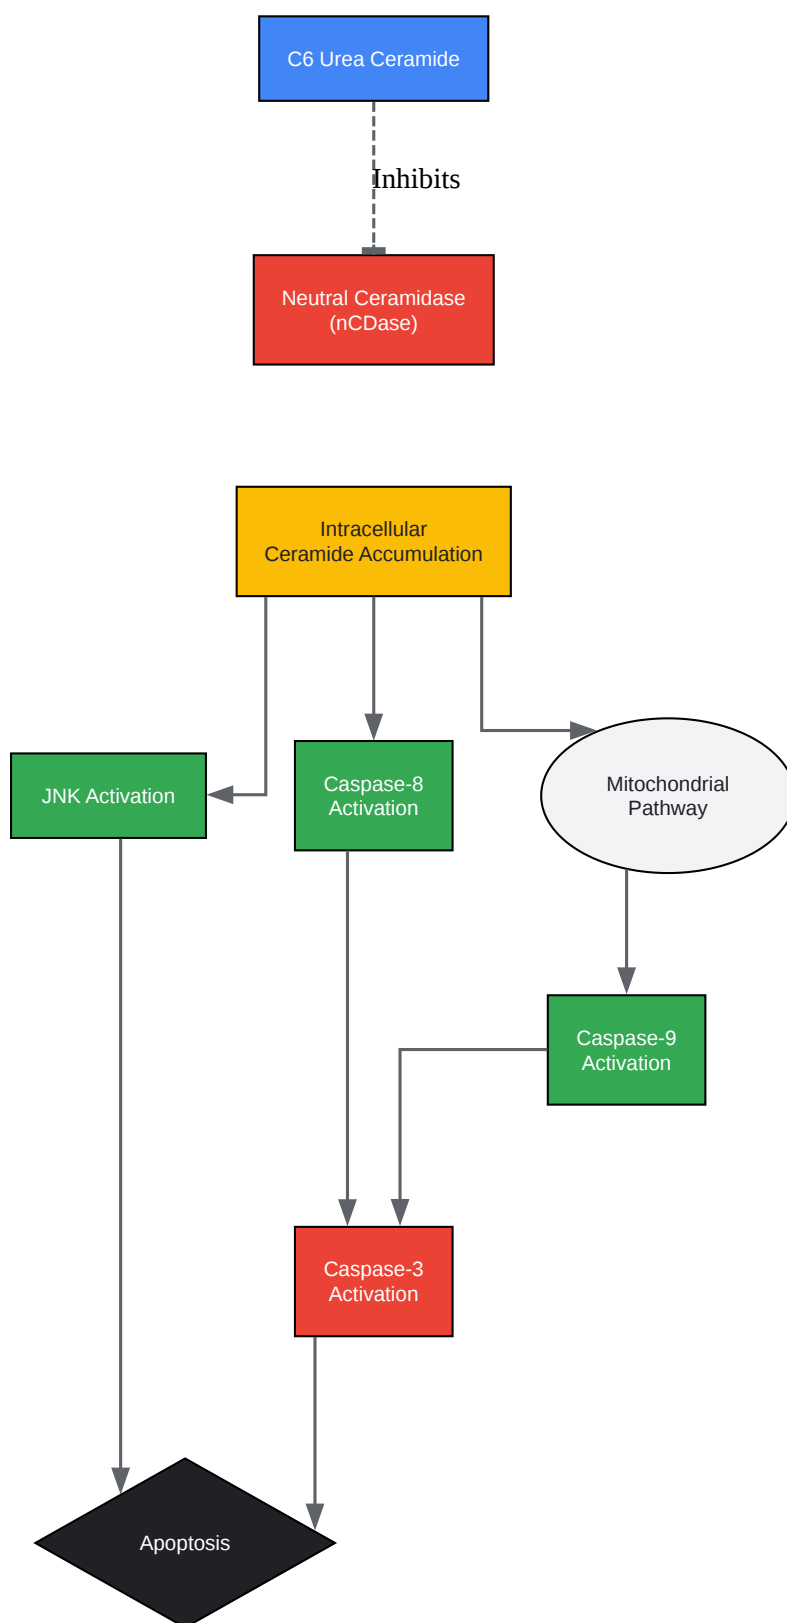 C6 Urea Ceramide
Inhibits
Neutral Ceramidase
(nCDase)
Intracellular
Ceramide Accumulation
JNK Activation
Caspase-8
Activation
Mitochondrial
Pathway
Caspase-9
Activation
Caspase-3
Activation
Apoptosis